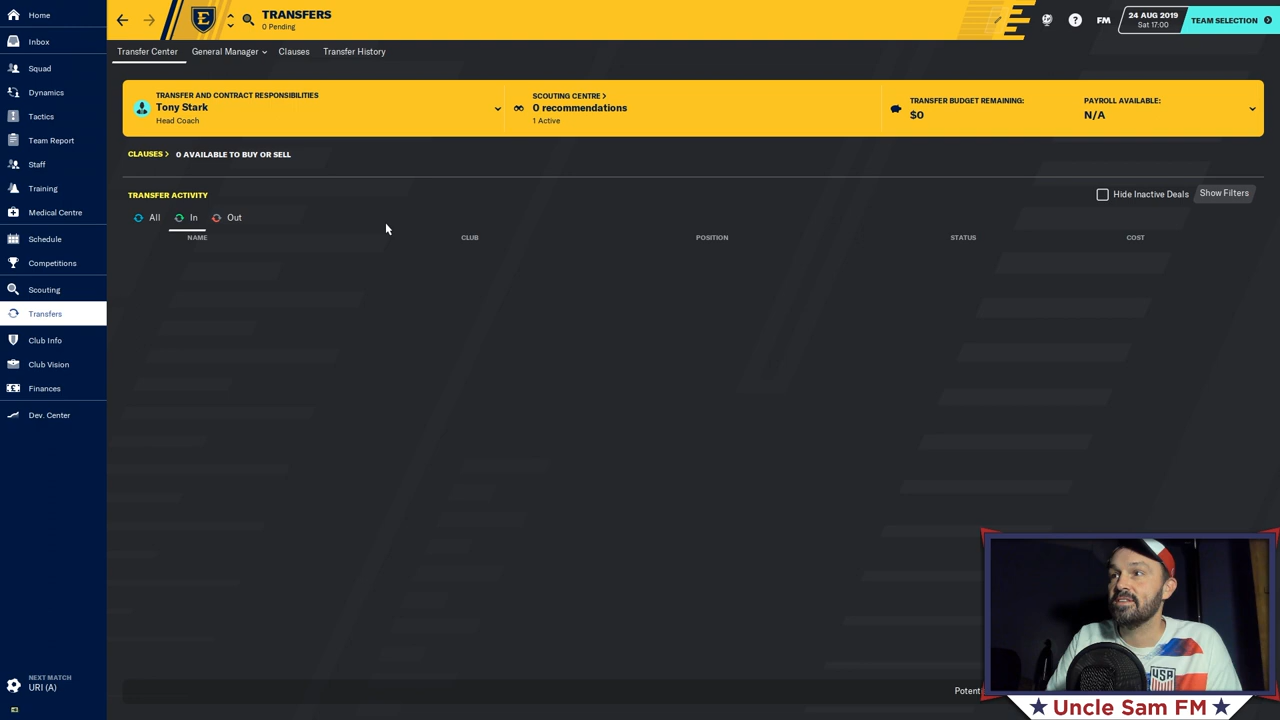 Home
Inbox
Squad
Dynamics
Tactics
Team Report
Staff
Training
Medical Centre
Schedule
Competitions
Scouting
Transfers
Club Info
Club Vision
Finances
Dev. Center
NEXT MATCH
URI (A)
E
TRANSFERS
0 Pending
FM
24 AUG 2019
Sat 17:00
TEAM SELECTION
Transfer Center
General Manager
Clauses
Transfer History
TRANSFER AND CONTRACT RESPONSIBILITIES
Tony Stark
Head Coach
SCOUTING CENTRE >
0 recommendations
1 Active
TRANSFER BUDGET REMAINING:
$0
PAYROLL AVAILABLE:
N/A
CLAUSES > 0 AVAILABLE TO BUY OR SELL
TRANSFER ACTIVITY
Hide Inactive Deals
Show Filters
All
In
Out
NAME CLUB POSITION STATUS COST
Potent
USA
Uncle Sam FM